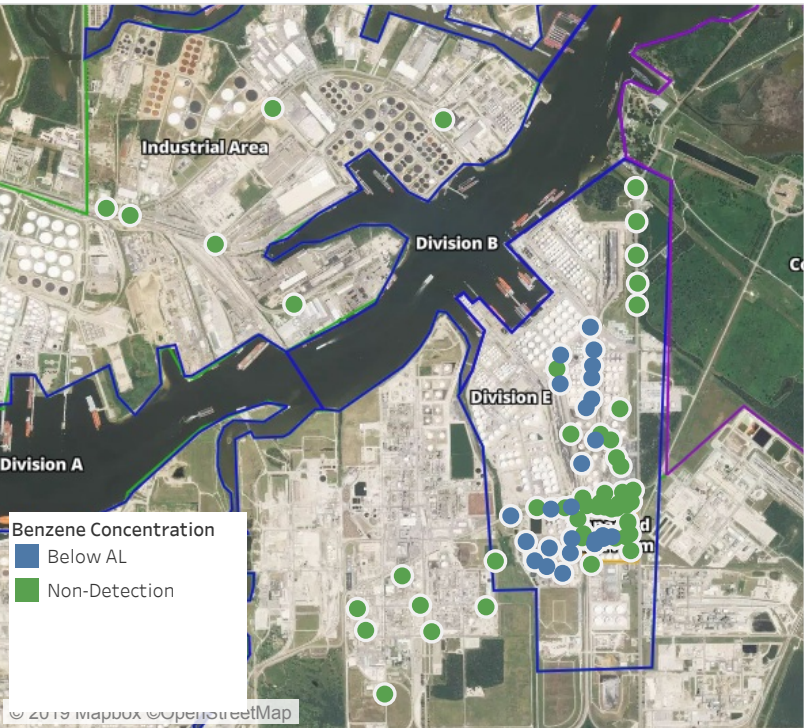 Industrial Area
Division B
Division E
Division A
Benzene Concentration
Below AL
Non-Detection
© 2019 Mapbox ©OpenStreetMap